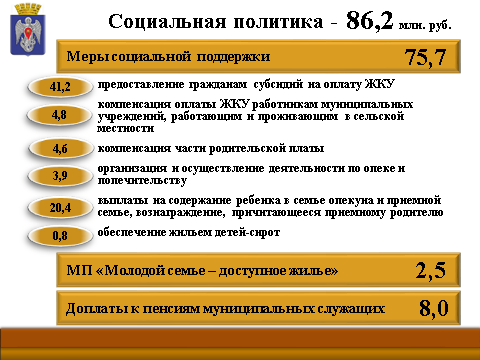 Социальная политика - 86,2 млн. руб.
Меры социальной поддержки 75,7
41,2 предоставление гражданам субсидий на оплату ЖКУ
4,8 компенсация оплаты ЖКУ работникам муниципальных
учреждений, работающим и проживающим в сельской
местности
4,6 компенсация части родительской платы
3,9 организация и осуществление деятельности по опеке и
попечительству
20,4 выплаты на содержание ребенка в семье опекуна и приемной
семье, вознаграждение, причитающееся приемному родителю
0,8 обеспечение жильем детей-сирот
МП «Молодой семье – доступное жилье» 2,5
Доплаты к пенсиям муниципальных служащих 8,0